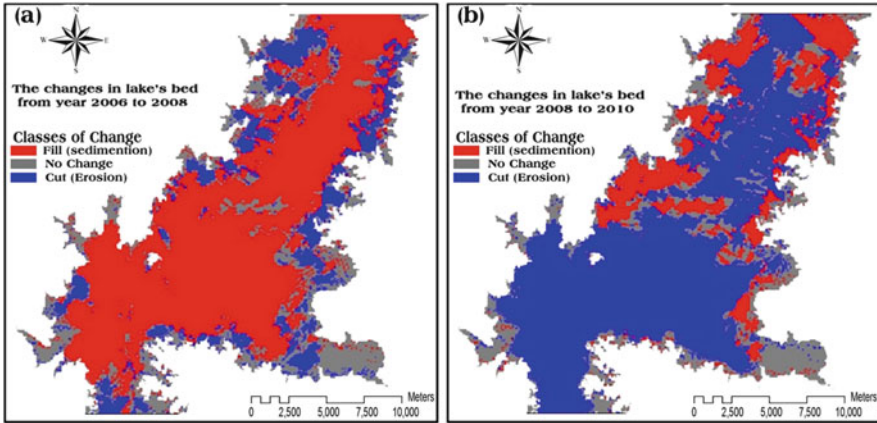 (a)
N
W E
S
The changes in lake's bed
from year 2006 to 2008
Classes of Change
Fill (sedimention)
No Change
Cut (Erosion)
Meters
0 2,500 5,000 7,500 10,000
(b)
N
W E
S
The changes in lake's bed
from year 2008 to 2010
Classes of Change
Fill (sedimention)
No Change
Cut (Erosion)
Meters
0 2,500 5,000 7,500 10,000